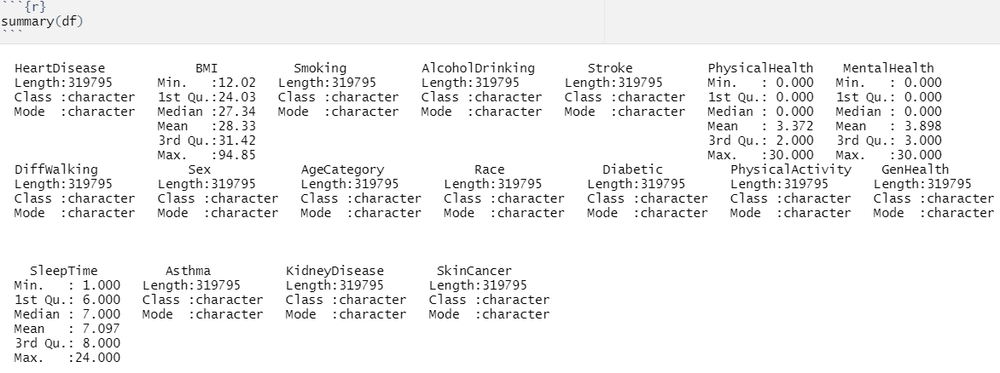 ```{r}
summary(df)
```
HeartDisease BMI Smoking AlcoholDrinking Stroke PhysicalHealth MentalHealth
Length:319795 Min. :12.02 Length:319795 Length:319795 Length:319795 Min. : 0.000 Min. : 0.000
Class :character 1st Qu.:24.03 Class :character Class :character Class :character 1st Qu.: 0.000 1st Qu.: 0.000
Mode :character Median :27.34 Mode :character Mode :character Mode :character Median : 0.000 Median : 0.000
Mean :28.33 Mean : 3.372 Mean : 3.898
3rd Qu.:31.42 3rd Qu.: 2.000 3rd Qu.: 3.000
Max. :94.85 Max. :30.000 Max. :30.000
DiffWalking Sex AgeCategory Race Diabetic PhysicalActivity GenHealth
Length:319795 Length:319795 Length:319795 Length:319795 Length:319795 Length:319795 Length:319795
Class :character Class :character Class :character Class :character Class :character Class :character Class :character
Mode :character Mode :character Mode :character Mode :character Mode :character Mode :character Mode :character
SleepTime Asthma KidneyDisease SkinCancer
Min. : 1.000 Length:319795 Length:319795 Length:319795
1st Qu.: 6.000 Class :character Class :character Class :character
Median : 7.000 Mode :character Mode :character Mode :character
Mean : 7.097
3rd Qu.: 8.000
Max. :24.000